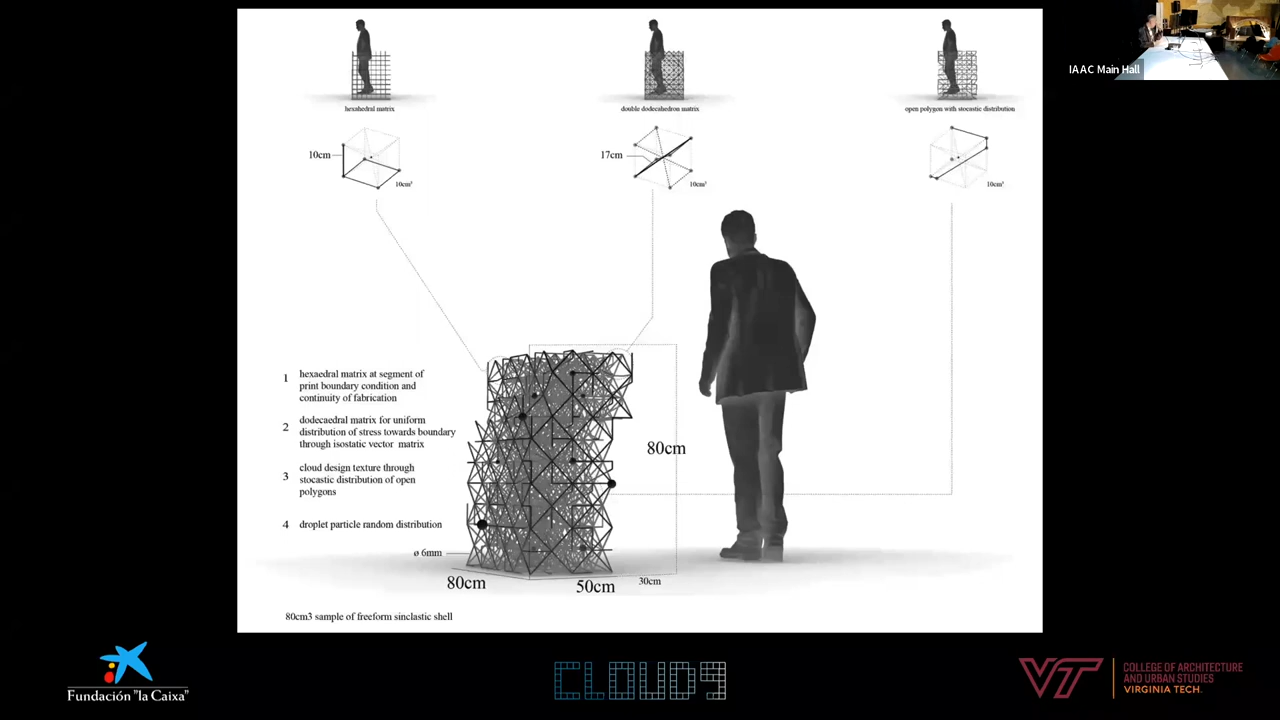 IAAC Main Hall
hexahedral matrix
double dodecahedron matrix
open polygon with stocastic distribution
10cm
10cm³
17cm
10cm³
10cm³
1 hexaedral matrix at segment of
print boundary condition and
continuity of fabrication
2 dodecaedral matrix for uniform
distribution of stress towards boundary
through isostatic vector matrix
3 cloud design texture through
stocastic distribution of open
polygons
4 droplet particle random distribution
80cm
ø 6mm
80cm
50cm
30cm
80cm3 sample of freeform sinclastic shell
Fundación "la Caixa"
CLOUD9
VT
COLLEGE OF ARCHITECTURE
AND URBAN STUDIES
VIRGINIA TECH.